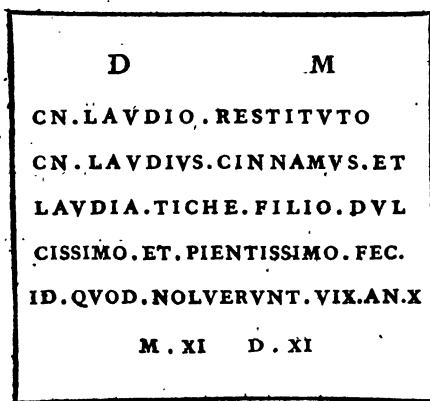 D M
CN.LAVDIO.RESTITVTO
CN.LAVDIVS.CINNAMVS.ET
LAVDIA.TICHE.FILIO.DVL
CISSIMO.ET.PIENTISSIMO.FEC.
ID.QVOD.NOLVERVNT.VIX.AN.X
M.XI D.XI